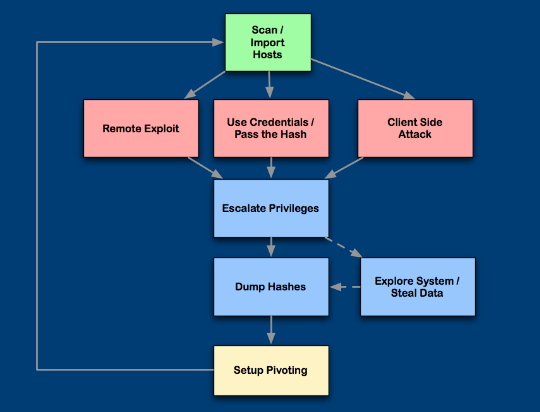 Scan /
Import
Hosts
Remote Exploit
Use Credentials /
Pass the Hash
Client Side
Attack
Escalate Privileges
Dump Hashes
Explore System /
Steal Data
Setup Pivoting